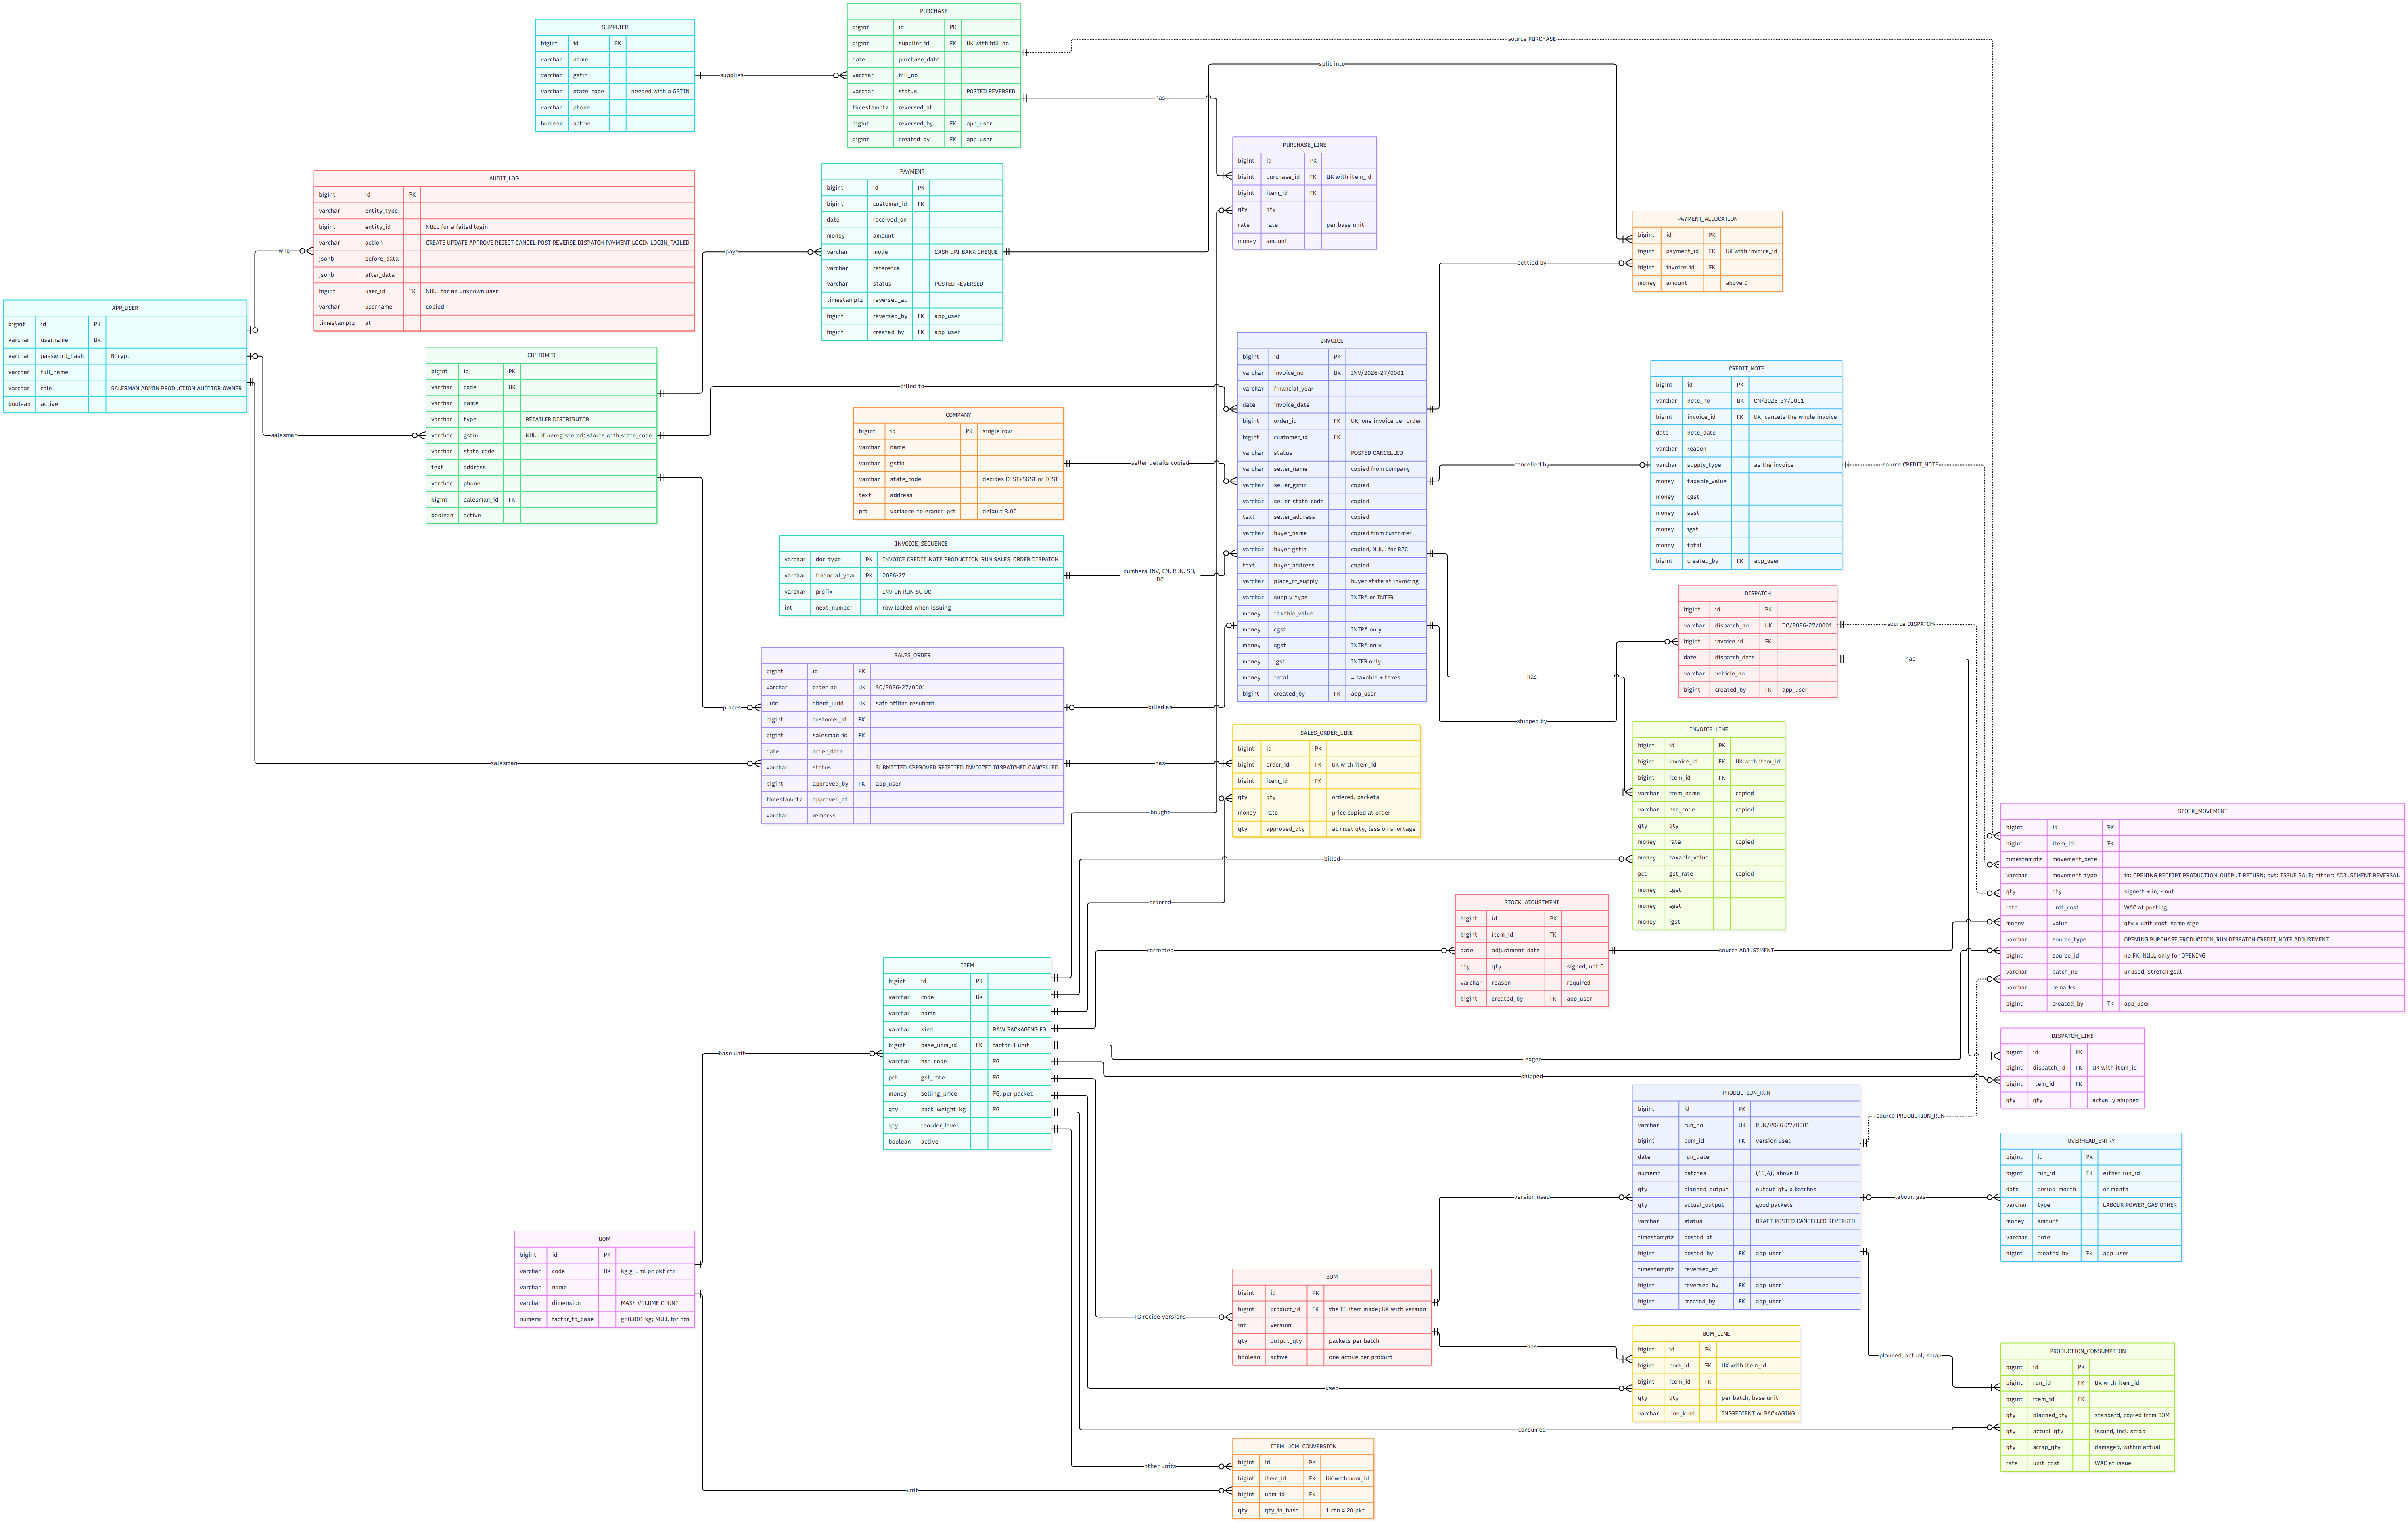 SUPPLIER
bigint id PK
varchar name
varchar gstin
varchar state_code needed with a GSTIN
varchar phone
boolean active
supplies
PURCHASE
bigint id PK
bigint supplier_id FK UK with bill_no
date purchase_date
varchar bill_no
varchar status POSTED REVERSED
timestamptz reversed_at
bigint reversed_by FK app_user
bigint created_by FK app_user
source PURCHASE
split into
has
PURCHASE_LINE
bigint id PK
bigint purchase_id FK UK with item_id
bigint item_id FK
qty qty
rate rate per base unit
money amount
AUDIT_LOG
bigint id PK
varchar entity_type
bigint entity_id NULL for a failed login
varchar action CREATE UPDATE APPROVE REJECT CANCEL POST REVERSE DISPATCH PAYMENT LOGIN LOGIN_FAILED
jsonb before_data
jsonb after_data
bigint user_id FK NULL for an unknown user
varchar username copied
timestamptz at
who
PAYMENT
bigint id PK
bigint customer_id FK
date received_on
money amount
varchar mode CASH UPI BANK CHEQUE
varchar reference
varchar status POSTED REVERSED
timestamptz reversed_at
bigint reversed_by FK app_user
bigint created_by FK app_user
pays
PAYMENT_ALLOCATION
bigint id PK
bigint payment_id FK UK with invoice_id
bigint invoice_id FK
money amount above 0
settled by
APP_USER
bigint id PK
varchar username UK
varchar password_hash BCrypt
varchar full_name
varchar role SALESMAN ADMIN PRODUCTION AUDITOR OWNER
boolean active
salesman
CUSTOMER
bigint id PK
varchar code UK
varchar name
varchar type RETAILER DISTRIBUTOR
varchar gstin NULL if unregistered; starts with state_code
varchar state_code
text address
varchar phone
bigint salesman_id FK
boolean active
billed to
COMPANY
bigint id PK single row
varchar name
varchar gstin
varchar state_code decides CGST+SGST or IGST
text address
pct variance_tolerance_pct default 3.00
seller details copied
INVOICE_SEQUENCE
varchar doc_type PK INVOICE CREDIT_NOTE PRODUCTION_RUN SALES_ORDER DISPATCH
varchar financial_year PK 2026-27
varchar prefix INV CN RUN SO DC
int next_number row locked when issuing
numbers INV, CN, RUN, SO,
DC
INVOICE
bigint id PK
varchar invoice_no UK INV/2026-27/0001
varchar financial_year
date invoice_date
bigint order_id FK UK, one invoice per order
bigint customer_id FK
varchar status POSTED CANCELLED
varchar seller_name copied from company
varchar seller_gstin copied
varchar seller_state_code copied
text seller_address copied
varchar buyer_name copied from customer
varchar buyer_gstin copied, NULL for B2C
text buyer_address copied
varchar place_of_supply buyer state at invoicing
varchar supply_type INTRA or INTER
money taxable_value
money cgst INTRA only
money sgst INTRA only
money igst INTER only
money total = taxable + taxes
bigint created_by FK app_user
cancelled by
CREDIT_NOTE
bigint id PK
varchar note_no UK CN/2026-27/0001
bigint invoice_id FK UK, cancels the whole invoice
date note_date
varchar reason
varchar supply_type as the invoice
money taxable_value
money cgst
money sgst
money igst
money total
bigint created_by FK app_user
source CREDIT_NOTE
DISPATCH
bigint id PK
varchar dispatch_no UK DC/2026-27/0001
bigint invoice_id FK
date dispatch_date
varchar vehicle_no
bigint created_by FK app_user
source DISPATCH
has
has
shipped by
SALES_ORDER
bigint id PK
varchar order_no UK SO/2026-27/0001
uuid client_uuid UK safe offline resubmit
bigint customer_id FK
bigint salesman_id FK
date order_date
varchar status SUBMITTED APPROVED REJECTED INVOICED DISPATCHED CANCELLED
bigint approved_by FK app_user
timestamptz approved_at
varchar remarks
places
salesman
billed as
has
SALES_ORDER_LINE
bigint id PK
bigint order_id FK UK with item_id
bigint item_id FK
qty qty ordered, packets
money rate price copied at order
qty approved_qty at most qty; less on shortage
INVOICE_LINE
bigint id PK
bigint invoice_id FK UK with item_id
bigint item_id FK
varchar item_name copied
varchar hsn_code copied
qty qty
money rate copied
money taxable_value
pct gst_rate copied
money cgst
money sgst
money igst
bought
billed
ordered
corrected
STOCK_ADJUSTMENT
bigint id PK
bigint item_id FK
date adjustment_date
qty qty signed, not 0
varchar reason required
bigint created_by FK app_user
source ADJUSTMENT
STOCK_MOVEMENT
bigint id PK
bigint item_id FK
timestamptz movement_date
varchar movement_type in: OPENING RECEIPT PRODUCTION_OUTPUT RETURN; out: ISSUE SALE; either: ADJUSTMENT REVERSAL
qty qty signed: + in, - out
rate unit_cost WAC at posting
money value qty x unit_cost, same sign
varchar source_type OPENING PURCHASE PRODUCTION_RUN DISPATCH CREDIT_NOTE ADJUSTMENT
bigint source_id no FK; NULL only for OPENING
varchar batch_no unused, stretch goal
varchar remarks
bigint created_by FK app_user
ITEM
bigint id PK
varchar code UK
varchar name
varchar kind RAW PACKAGING FG
bigint base_uom_id FK factor-1 unit
varchar hsn_code FG
pct gst_rate FG
money selling_price FG, per packet
qty pack_weight_kg FG
qty reorder_level
boolean active
base unit
ledger
shipped
DISPATCH_LINE
bigint id PK
bigint dispatch_id FK UK with item_id
bigint item_id FK
qty qty actually shipped
PRODUCTION_RUN
bigint id PK
varchar run_no UK RUN/2026-27/0001
bigint bom_id FK version used
date run_date
numeric batches (10,4), above 0
qty planned_output output_qty x batches
qty actual_output good packets
varchar status DRAFT POSTED CANCELLED REVERSED
timestamptz posted_at
bigint posted_by FK app_user
timestamptz reversed_at
bigint reversed_by FK app_user
bigint created_by FK app_user
source PRODUCTION_RUN
version used
labour, gas
OVERHEAD_ENTRY
bigint id PK
bigint run_id FK either run_id
date period_month or month
varchar type LABOUR POWER_GAS OTHER
money amount
varchar note
bigint created_by FK app_user
UOM
bigint id PK
varchar code UK kg g L ml pc pkt ctn
varchar name
varchar dimension MASS VOLUME COUNT
numeric factor_to_base g=0.001 kg; NULL for ctn
BOM
bigint id PK
bigint product_id FK the FG item made; UK with version
int version
qty output_qty packets per batch
boolean active one active per product
FG recipe versions
has
used
BOM_LINE
bigint id PK
bigint bom_id FK UK with item_id
bigint item_id FK
qty qty per batch, base unit
varchar line_kind INGREDIENT or PACKAGING
planned, actual, scrap
PRODUCTION_CONSUMPTION
bigint id PK
bigint run_id FK UK with item_id
bigint item_id FK
qty planned_qty standard, copied from BOM
qty actual_qty issued, incl. scrap
qty scrap_qty damaged, within actual
rate unit_cost WAC at issue
consumed
other units
unit
ITEM_UOM_CONVERSION
bigint id PK
bigint item_id FK UK with uom_id
bigint uom_id FK
qty qty_in_base 1 ctn = 20 pkt